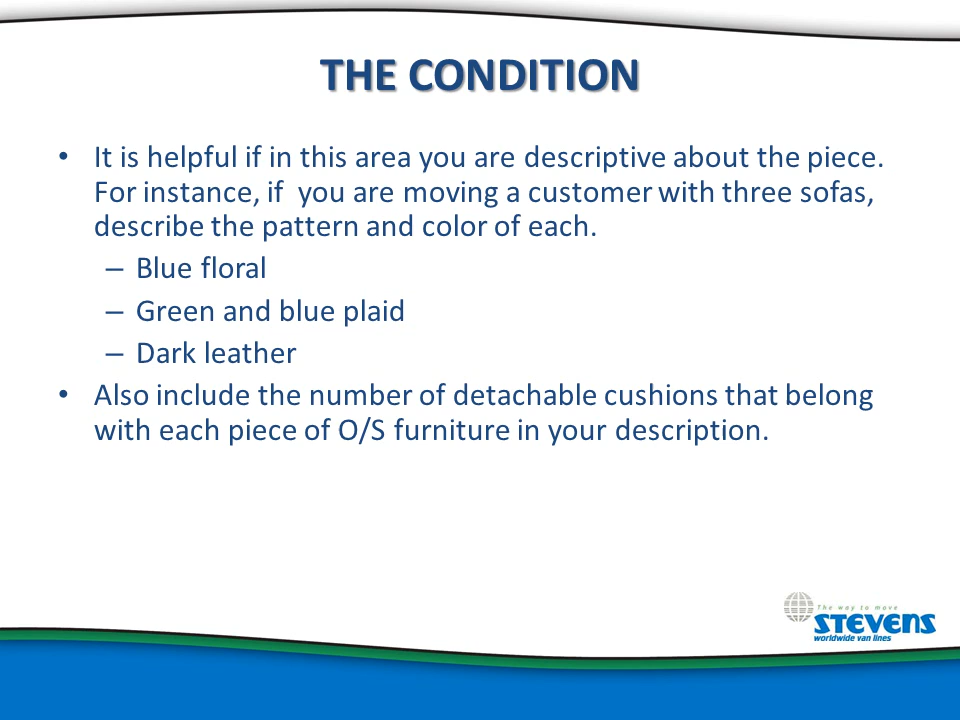 THE CONDITION
• It is helpful if in this area you are descriptive about the piece.
For instance, if  you are moving a customer with three sofas,
describe the pattern and color of each.
– Blue floral
– Green and blue plaid
– Dark leather
• Also include the number of detachable cushions that belong
with each piece of O/S furniture in your description.
The way to move
STEVENS
worldwide van lines